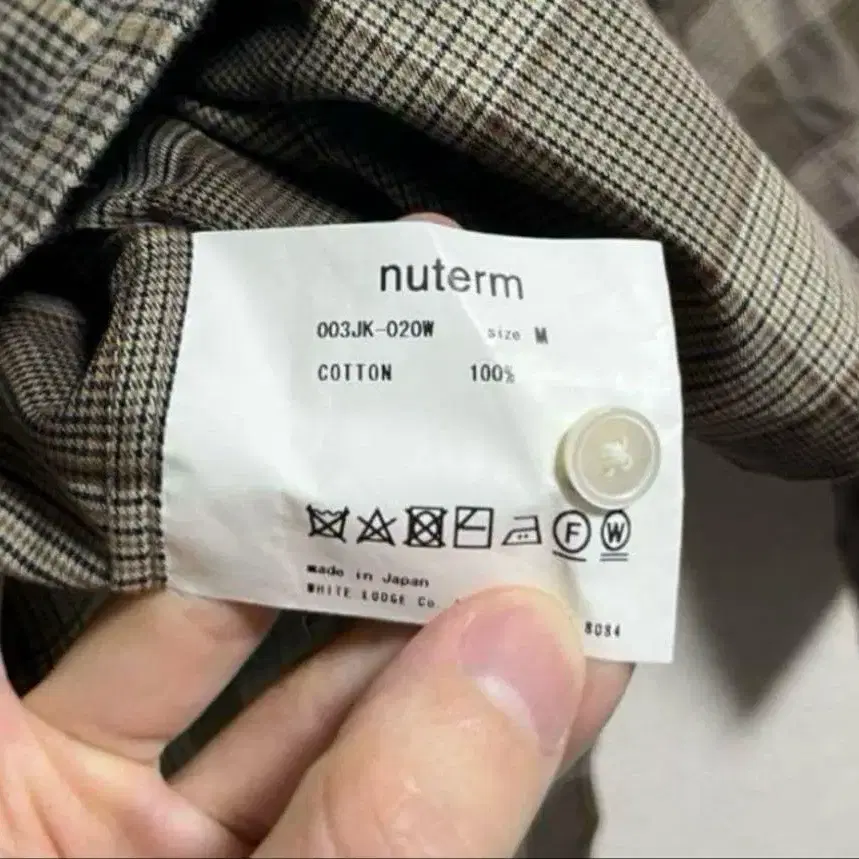 nuterm
003JK-020W size M
COTTON 100%
F W
made in Japan
WHITE LODGE Co.
8084